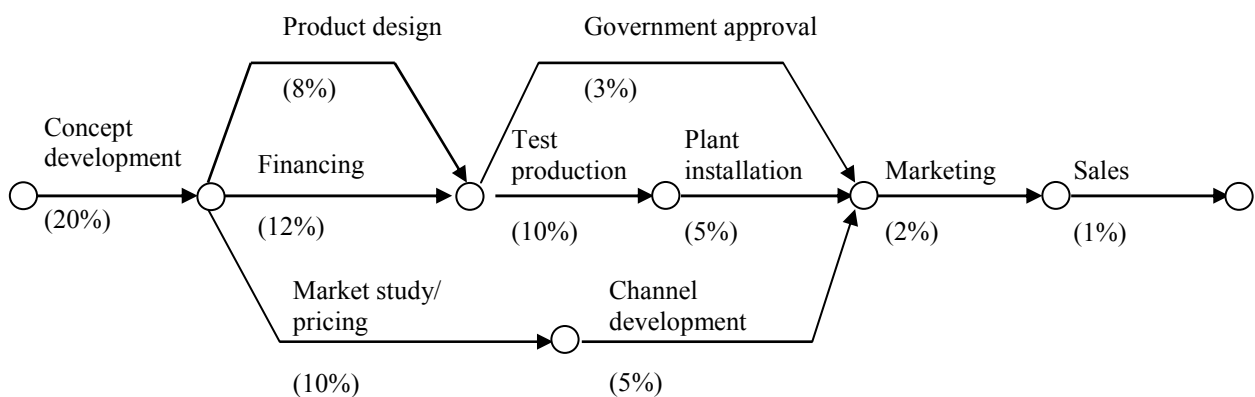 Product design
Government approval
(8%)
(3%)
Concept
development
Financing
Test
production
Plant
installation
Marketing
Sales
(20%)
(12%)
(10%)
(5%)
(2%)
(1%)
Market study/
pricing
Channel
development
(10%)
(5%)